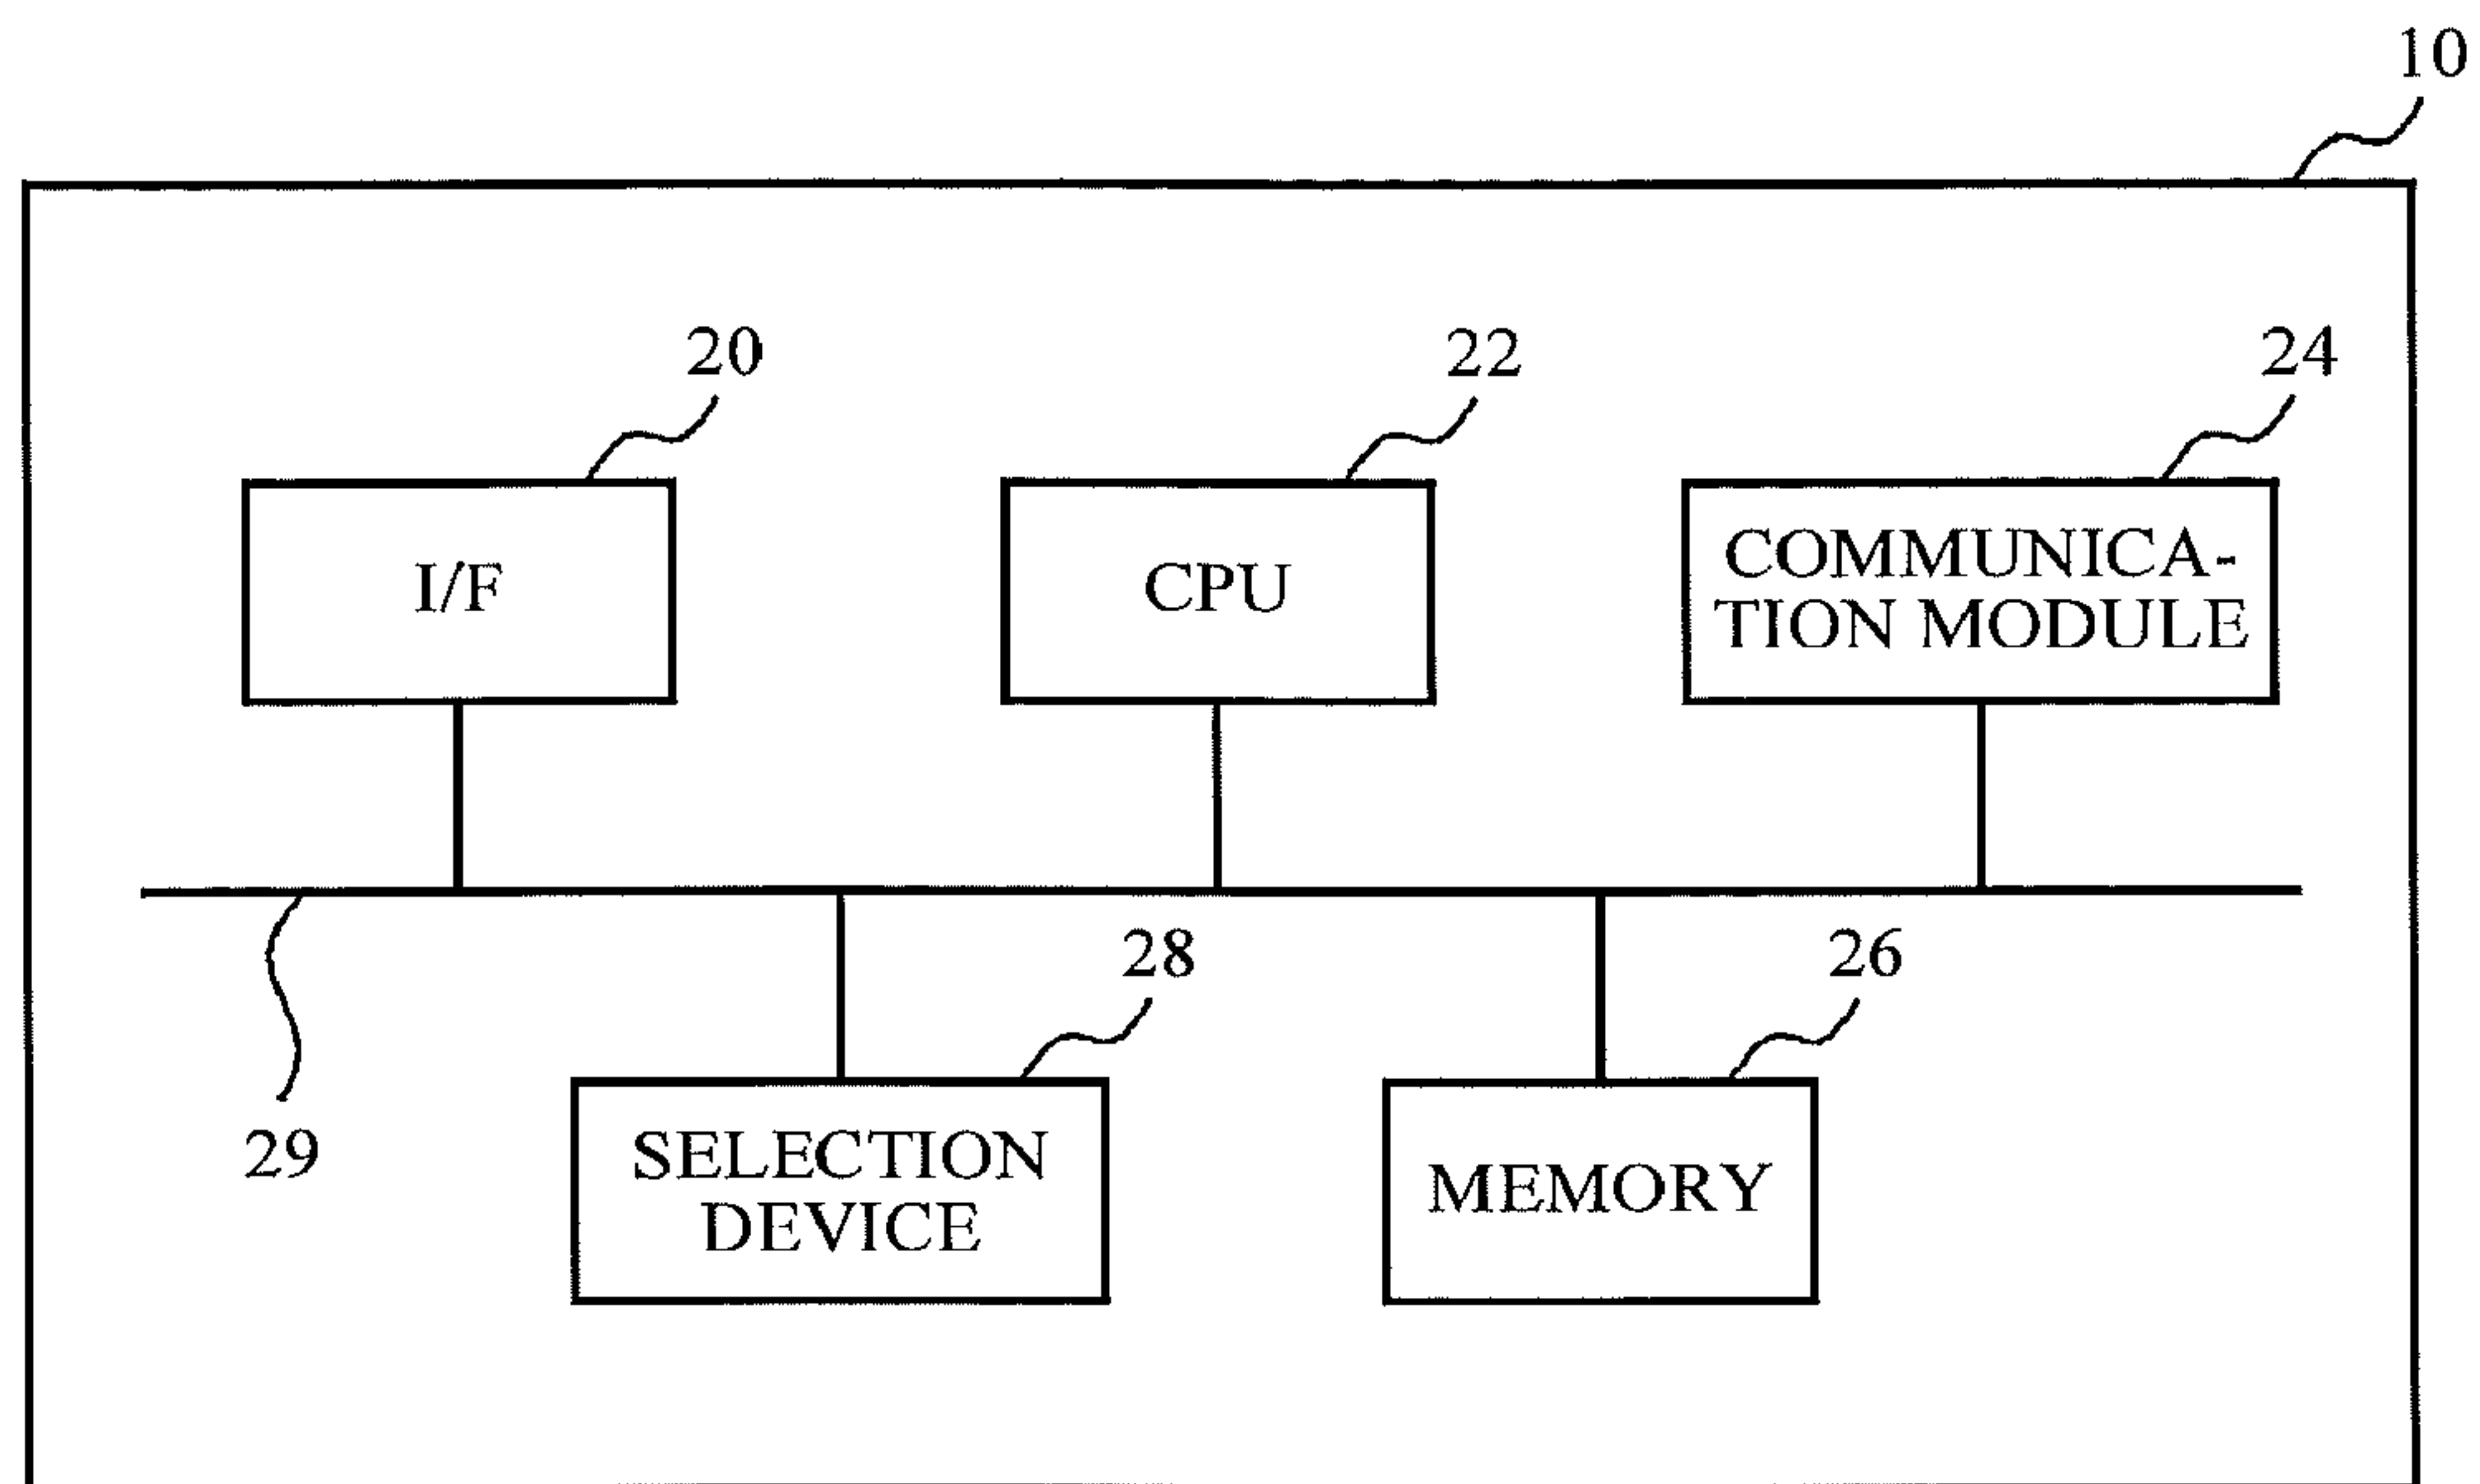 10
20
22
24
I/F
CPU
COMMUNICA-
TION MODULE
28
26
29
SELECTION
DEVICE
MEMORY